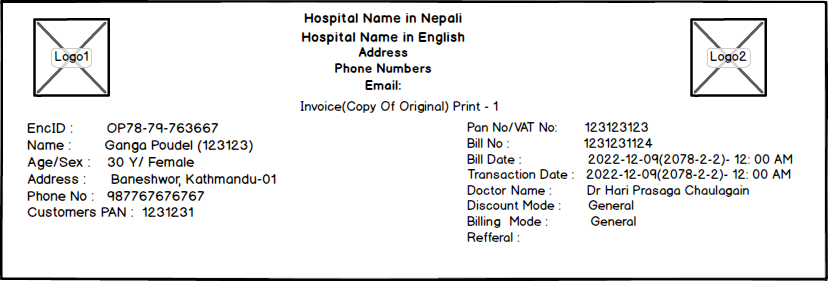 Hospital Name in Nepali
Hospital Name in English
Address
Phone Numbers
Email:
Logo1
Logo2
Invoice(Copy Of Original) Print - 1
EncID : OP78-79-763667
Name : Ganga Poudel (123123)
Age/Sex : 30 Y/ Female
Address : Baneshwor, Kathmandu-01
Phone No : 987767676767
Customers PAN : 1231231
Pan No/VAT No: 123123123
Bill No : 1231231124
Bill Date : 2022-12-09(2078-2-2)- 12: 00 AM
Transaction Date : 2022-12-09(2078-2-2)- 12: 00 AM
Doctor Name : Dr Hari Prasaga Chaulagain
Discount Mode : General
Billing Mode : General
Refferal :